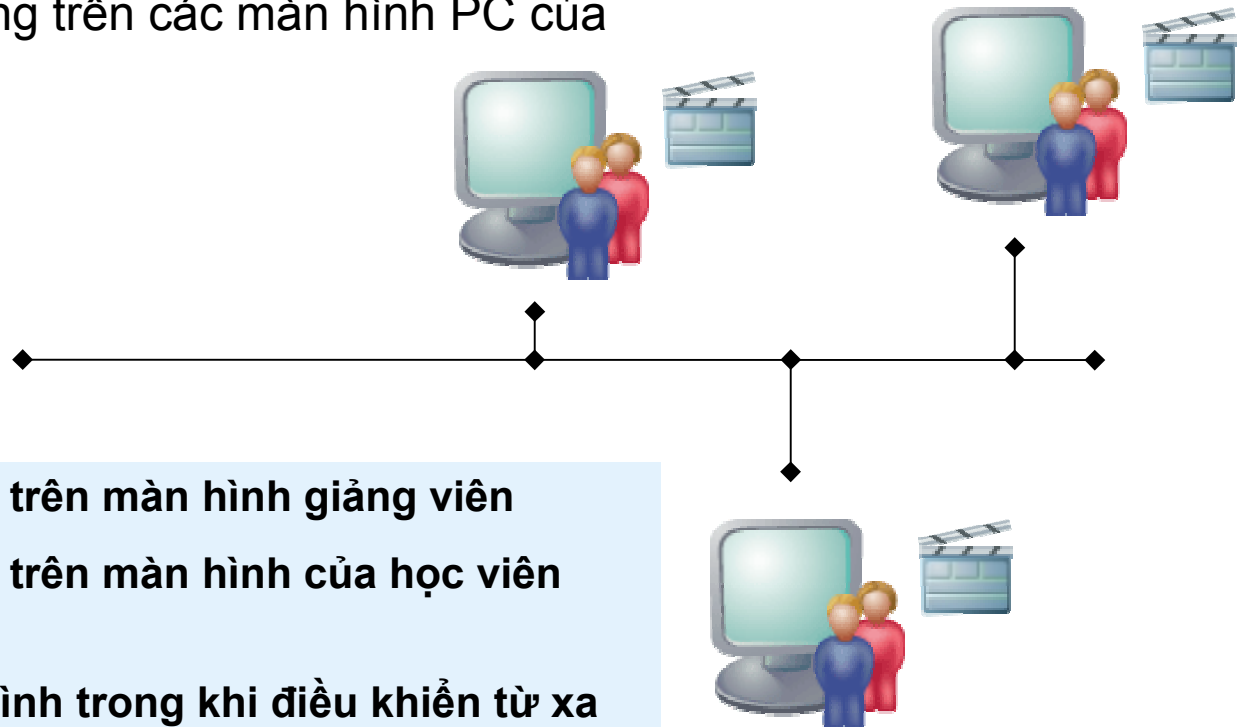 ng trên các màn hình PC của
trên màn hình giảng viên
trên màn hình của học viên
ình trong khi điều khiển từ xa